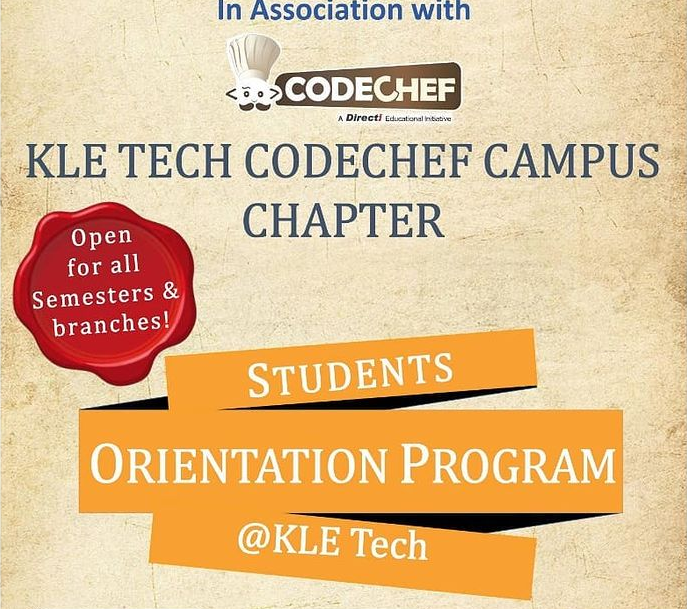 In Association with
CODECHEF
A Directi Educational Initiative
KLE TECH CODECHEF CAMPUS
CHAPTER
Open
for all
Semesters &
branches!
STUDENTS
ORIENTATION PROGRAM
@KLE Tech